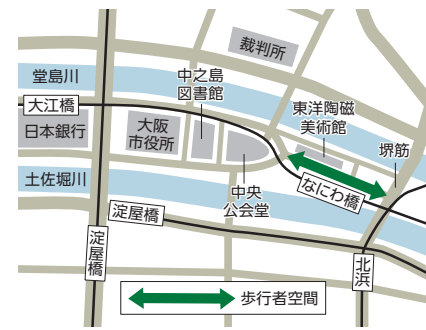 裁判所
堂島川
中之島
図書館
大江橋
東洋陶磁
美術館
日本銀行
大阪
市役所
堺筋
土佐堀川
中央
公会堂
なにわ橋
淀屋橋
淀屋橋
北浜
歩行者空間